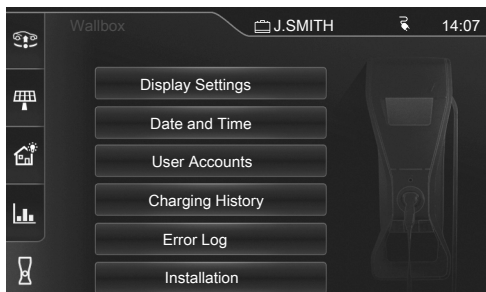 Wallbox
J.SMITH
14:07
Display Settings
Date and Time
User Accounts
Charging History
Error Log
Installation